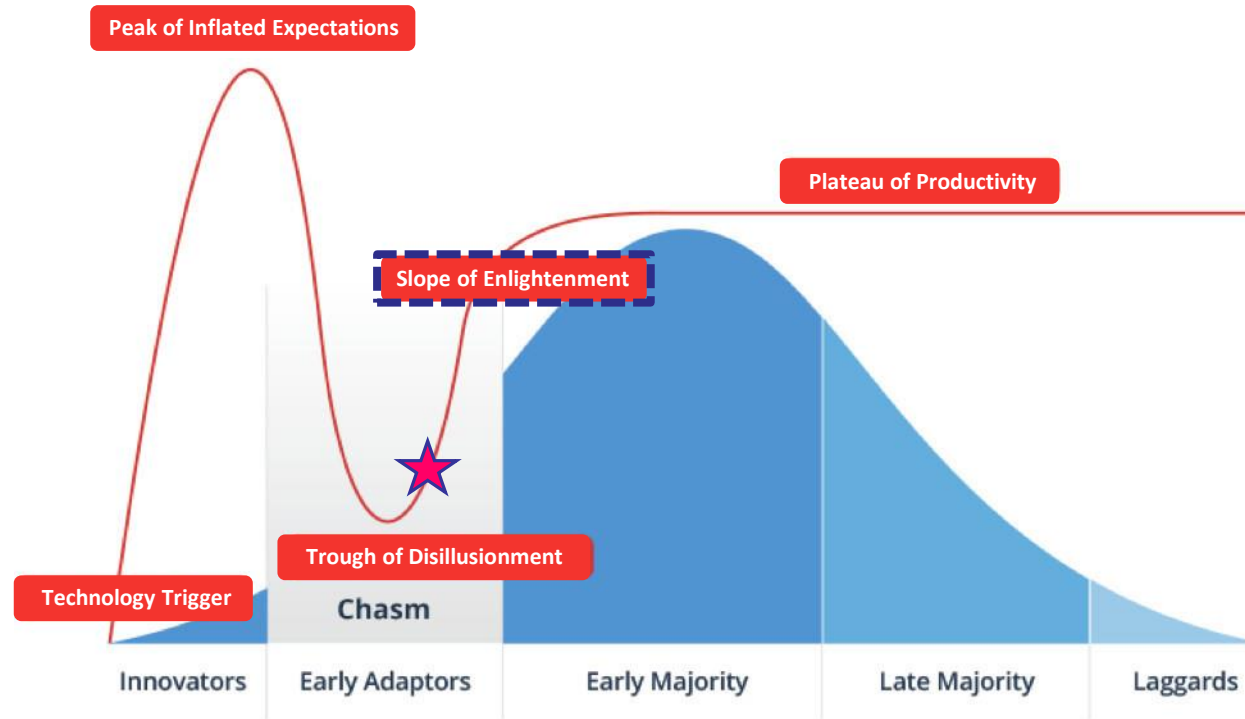 Peak of Inflated Expectations
Plateau of Productivity
Slope of Enlightenment
Trough of Disillusionment
Technology Trigger
Chasm
Innovators
Early Adaptors
Early Majority
Late Majority
Laggards